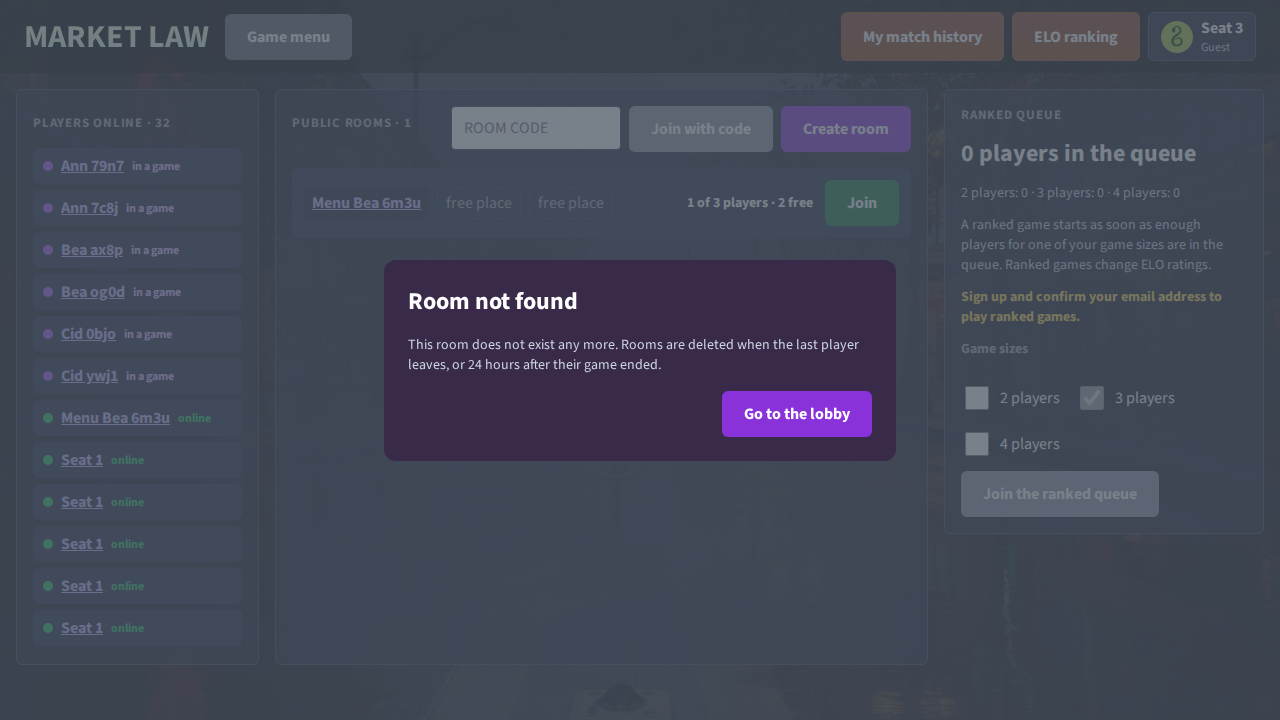 MARKET LAW
Game menu
My match history
ELO ranking
Seat 3
Guest
PLAYERS ONLINE · 32
Ann 79n7 in a game
Ann 7c8j in a game
Bea ax8p in a game
Bea og0d in a game
Cid 0bjo in a game
Cid ywj1 in a game
Menu Bea 6m3u online
Seat 1 online
Seat 1 online
Seat 1 online
Seat 1 online
Seat 1 online
PUBLIC ROOMS · 1
ROOM CODE
Join with code
Create room
Menu Bea 6m3u free place free place 1 of 3 players · 2 free Join
Room not found
This room does not exist any more. Rooms are deleted when the last player
leaves, or 24 hours after their game ended.
Go to the lobby
RANKED QUEUE
0 players in the queue
2 players: 0 · 3 players: 0 · 4 players: 0
A ranked game starts as soon as enough
players for one of your game sizes are in the
queue. Ranked games change ELO ratings.
Sign up and confirm your email address to
play ranked games.
Game sizes
2 players 3 players
4 players
Join the ranked queue